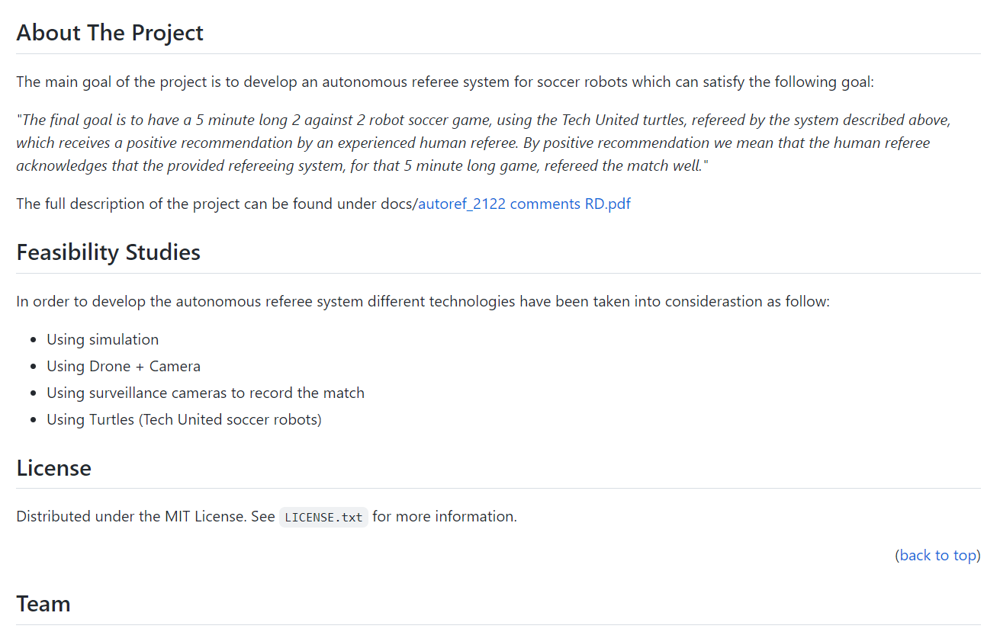 About The Project
The main goal of the project is to develop an autonomous referee system for soccer robots which can satisfy the following goal:
"The final goal is to have a 5 minute long 2 against 2 robot soccer game, using the Tech United turtles, refereed by the system described above,
which receives a positive recommendation by an experienced human referee. By positive recommendation we mean that the human referee
acknowledges that the provided refereeing system, for that 5 minute long game, refereed the match well."
The full description of the project can be found under docs/autoref_2122 comments RD.pdf
Feasibility Studies
In order to develop the autonomous referee system different technologies have been taken into considerastion as follow:
• Using simulation
• Using Drone + Camera
• Using surveillance cameras to record the match
• Using Turtles (Tech United soccer robots)
License
Distributed under the MIT License. See LICENSE.txt for more information.
(back to top)
Team